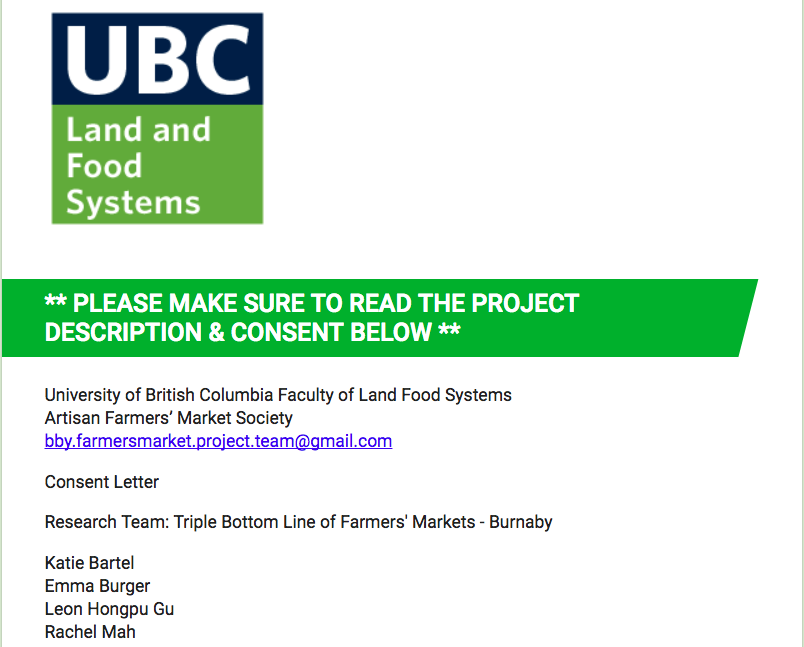 UBC
Land and
Food
Systems
** PLEASE MAKE SURE TO READ THE PROJECT
DESCRIPTION & CONSENT BELOW **
University of British Columbia Faculty of Land Food Systems
Artisan Farmers’ Market Society
bby.farmersmarket.project.team@gmail.com
Consent Letter
Research Team: Triple Bottom Line of Farmers' Markets - Burnaby
Katie Bartel
Emma Burger
Leon Hongpu Gu
Rachel Mah